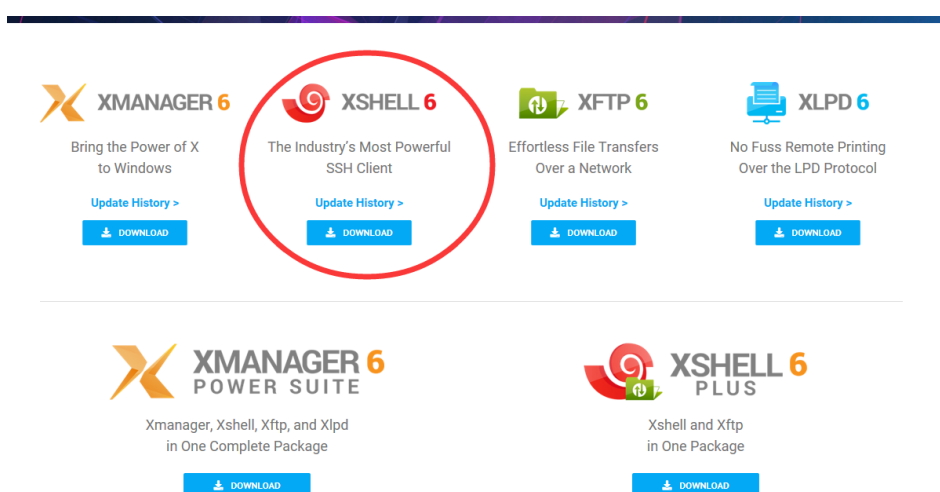 XMANAGER 6
Bring the Power of X
to Windows
Update History >
DOWNLOAD
XSHELL 6
The Industry's Most Powerful
SSH Client
Update History >
DOWNLOAD
XFTP 6
Effortless File Transfers
Over a Network
Update History >
DOWNLOAD
XLPD 6
No Fuss Remote Printing
Over the LPD Protocol
Update History >
DOWNLOAD
XMANAGER 6
POWER SUITE
Xmanager, Xshell, Xftp, and Xlpd
in One Complete Package
DOWNLOAD
XSHELL 6
PLUS
Xshell and Xftp
in One Package
DOWNLOAD